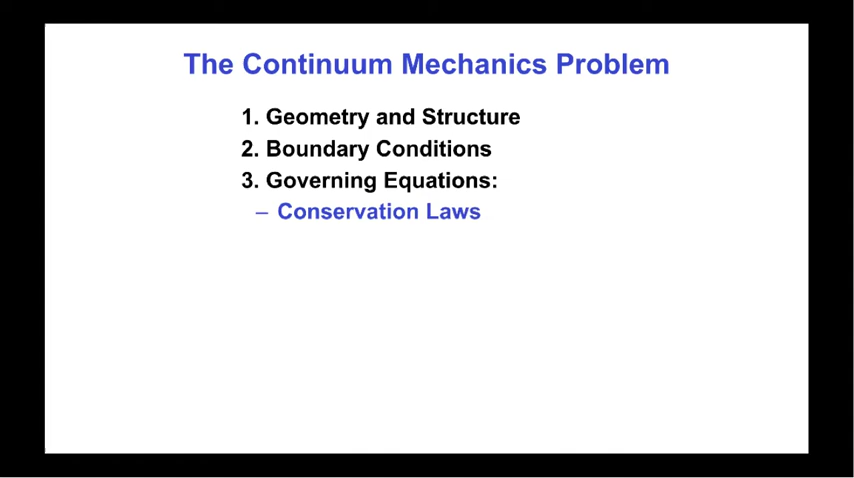 The Continuum Mechanics Problem
1. Geometry and Structure
2. Boundary Conditions
3. Governing Equations:
– Conservation Laws